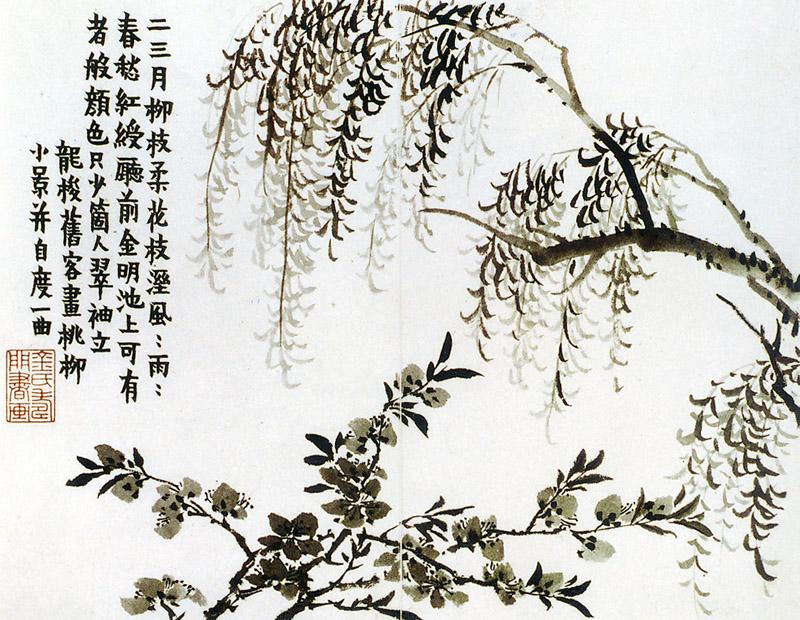 二三月柳枝柔花枝溼風〻雨〻
春愁紅綬廳前金明池上可有
者般顏色只少箇人翠袖立
龍梭舊客畫桃柳
小景并自度一曲
金氏壽
門書畫